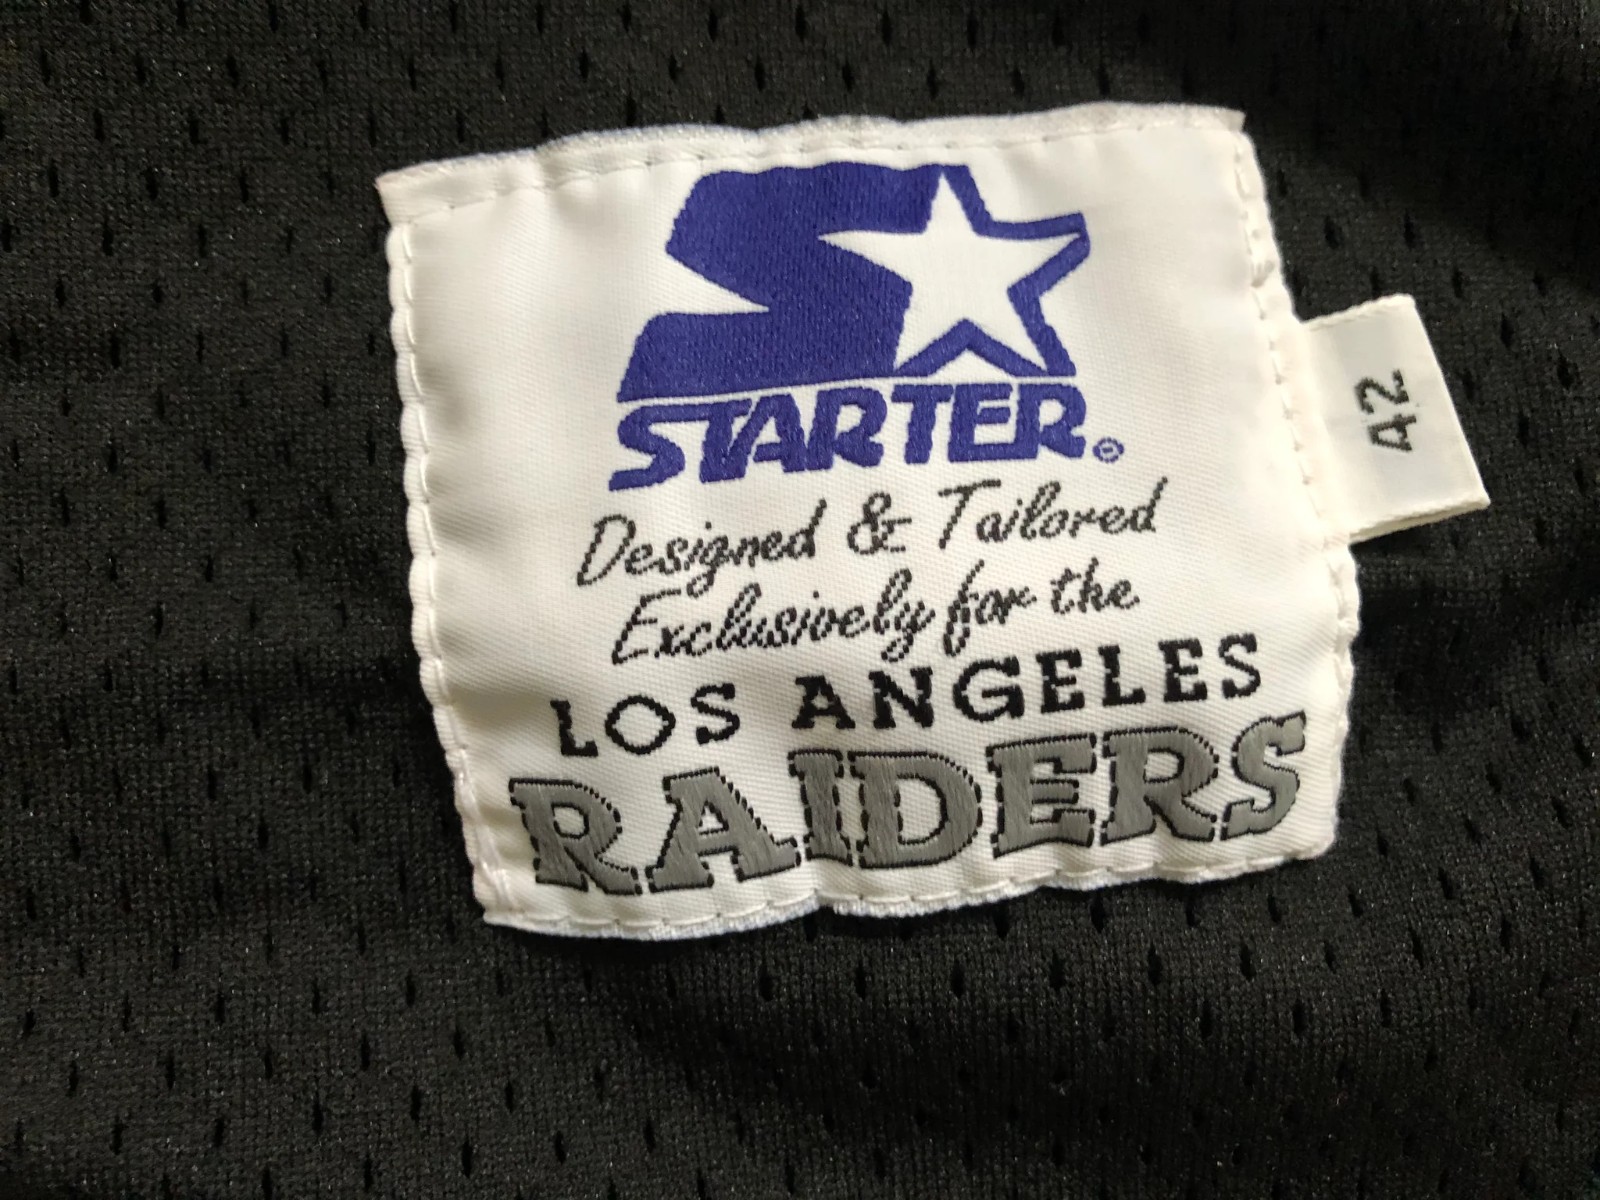 STARTER®
Designed & Tailored
Exclusively for the
LOS ANGELES
RAIDERS
42